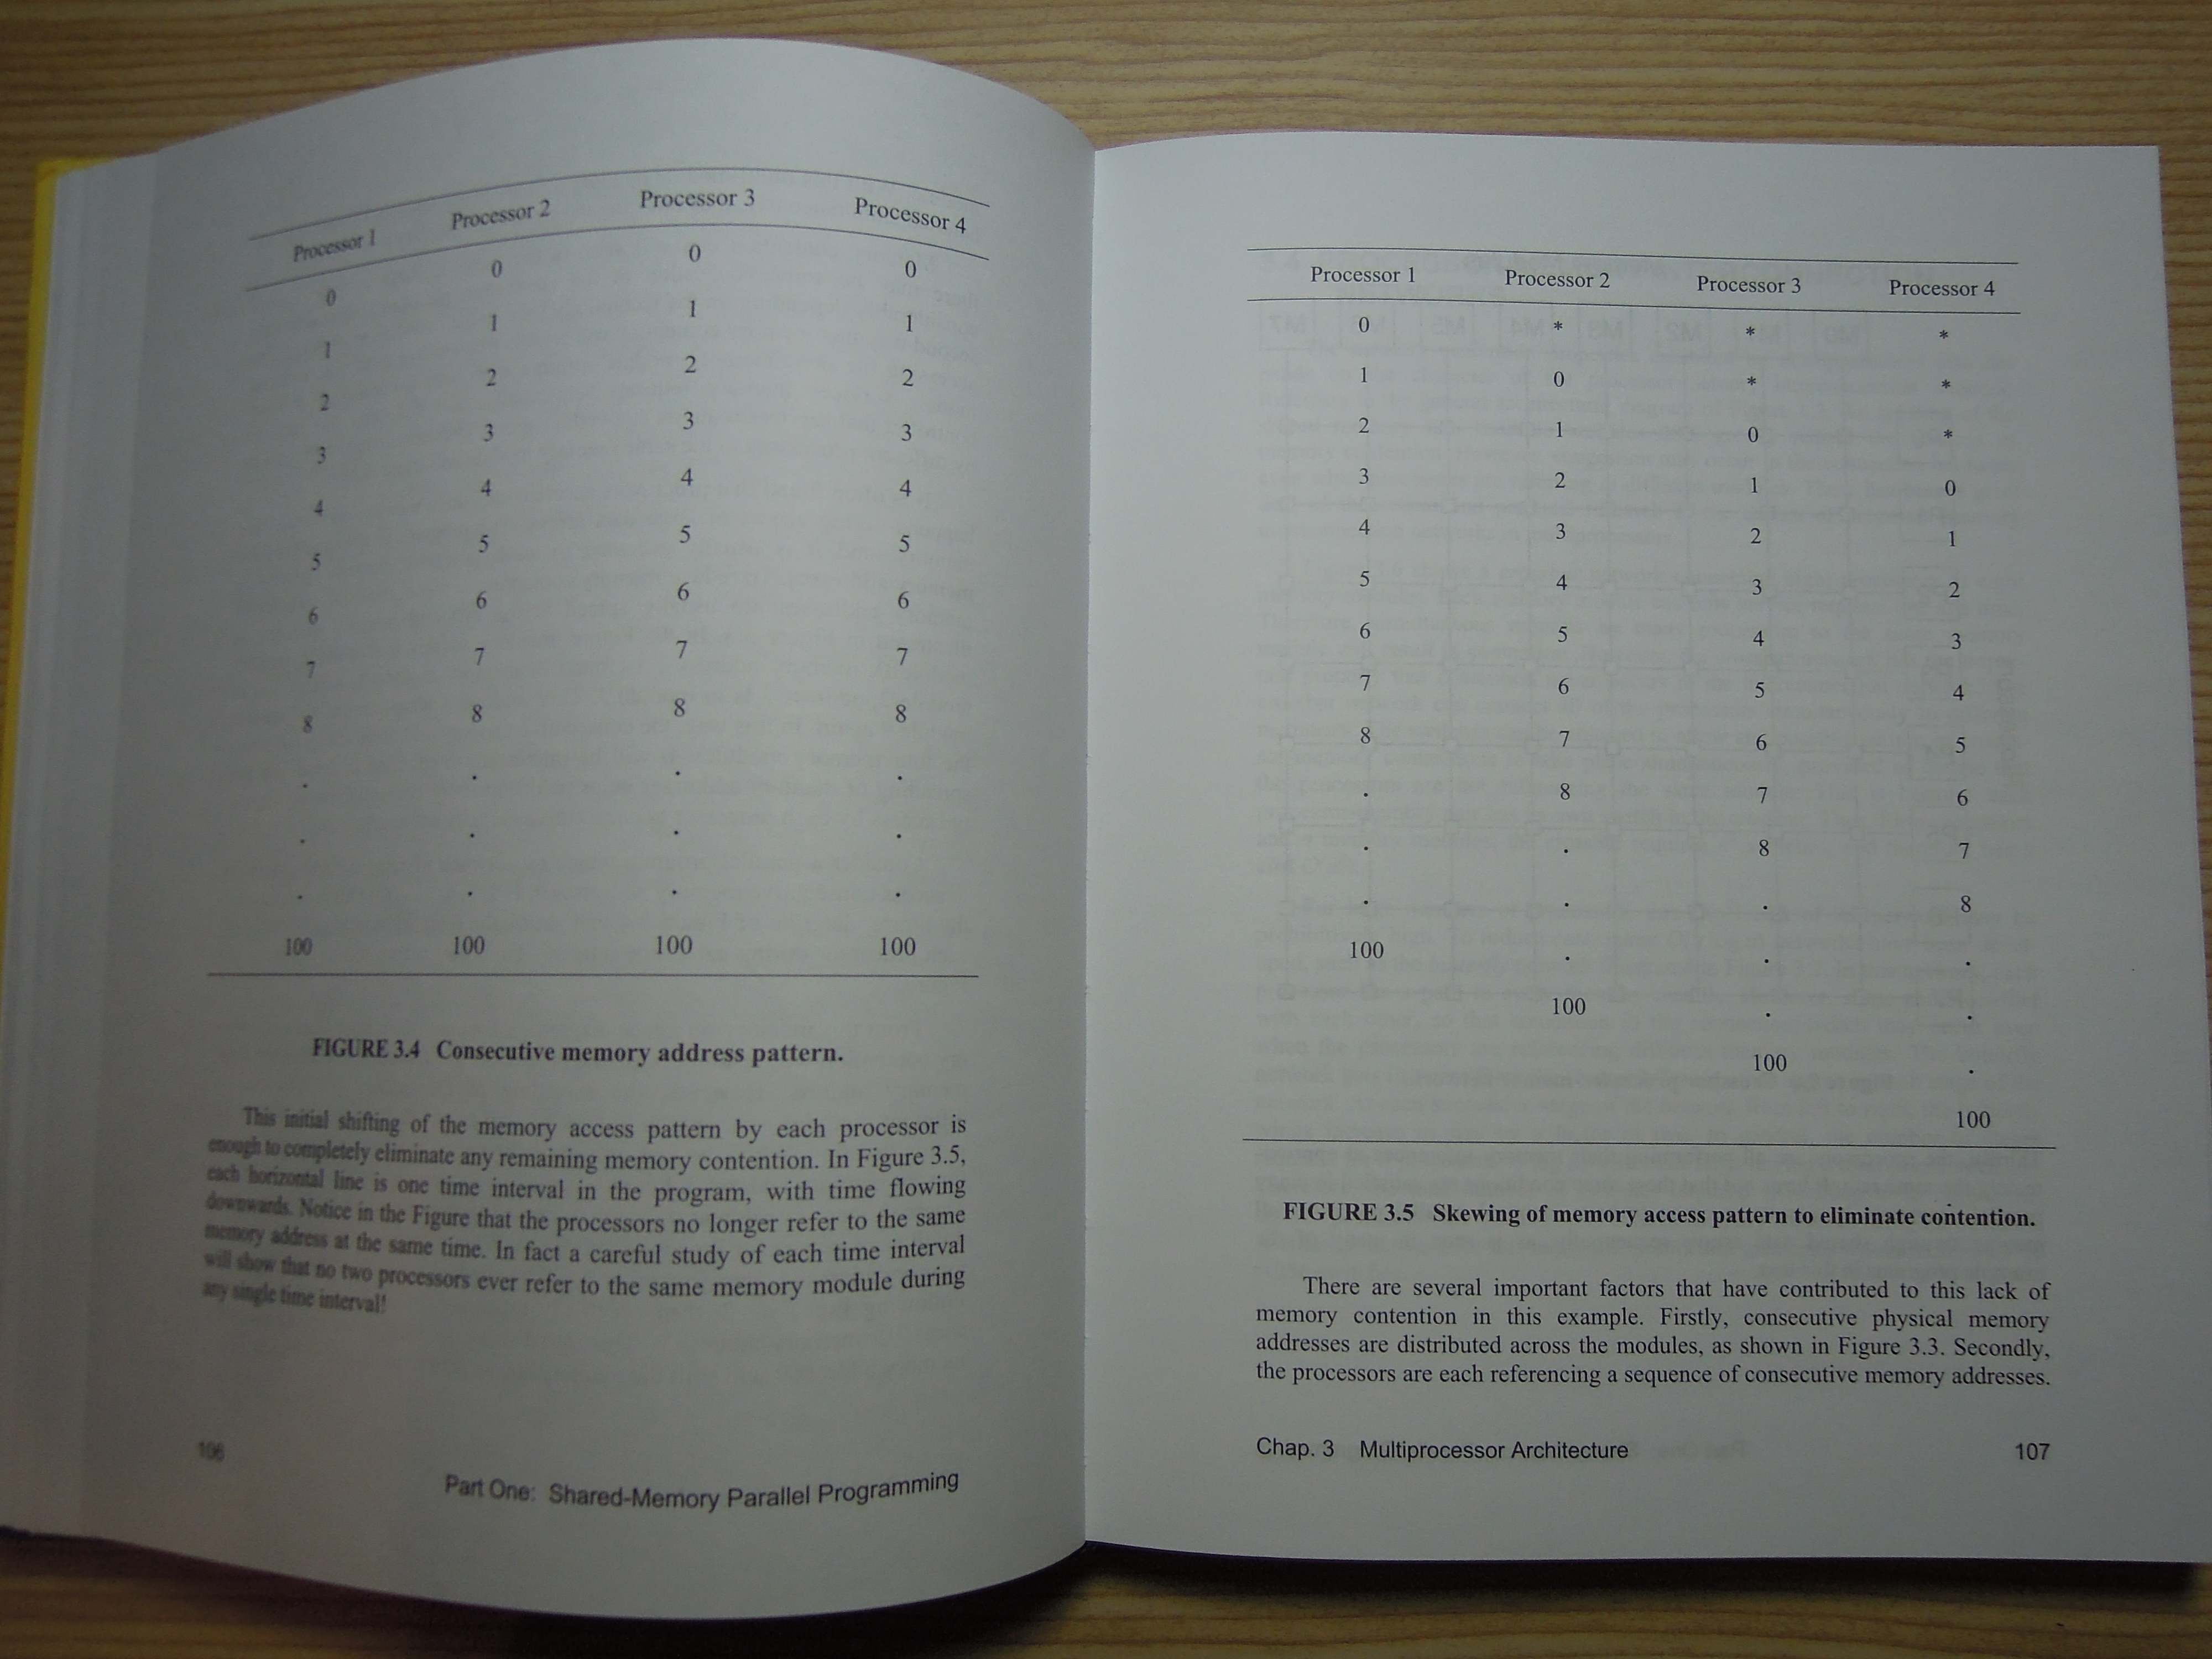 Processor 1 Processor 2 Processor 3 Processor 4
0 0 0 0
1 1 1 1
2 2 2 2
3 3 3 3
4 4 4 4
5 5 5 5
6 6 6 6
7 7 7 7
8 8 8 8
. . . .
. . . .
. . . .
100 100 100 100
FIGURE 3.4 Consecutive memory address pattern.
This initial shifting of the memory access pattern by each processor is
enough to completely eliminate any remaining memory contention. In Figure 3.5,
each horizontal line is one time interval in the program, with time flowing
downwards. Notice in the Figure that the processors no longer refer to the same
memory address at the same time. In fact a careful study of each time interval
will show that no two processors ever refer to the same memory module during
any single time interval!
106
Part One: Shared-Memory Parallel Programming
Processor 1 Processor 2 Processor 3 Processor 4
0 * * *
1 0 * *
2 1 0 *
3 2 1 0
4 3 2 1
5 4 3 2
6 5 4 3
7 6 5 4
8 7 6 5
. 8 7 6
. . 8 7
. . . 8
100 . . .
100 . .
100 .
100
FIGURE 3.5 Skewing of memory access pattern to eliminate contention.
There are several important factors that have contributed to this lack of
memory contention in this example. Firstly, consecutive physical memory
addresses are distributed across the modules, as shown in Figure 3.3. Secondly,
the processors are each referencing a sequence of consecutive memory addresses.
Chap. 3 Multiprocessor Architecture 107